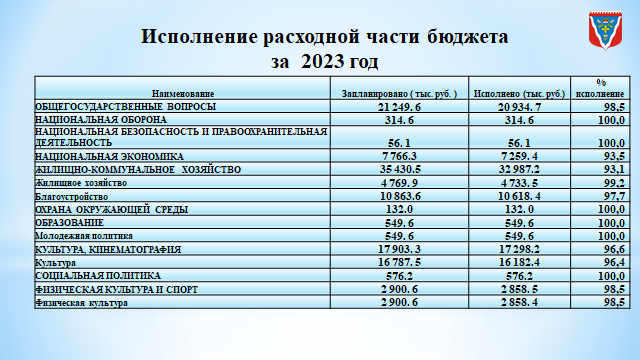 Исполнение расходной части бюджета
за 2023 год
Наименование Запланировано ( тыс. руб. ) Исполнено (тыс. руб.) % исполнение
ОБЩЕГОСУДАРСТВЕННЫЕ ВОПРОСЫ 21 249. 6 20 934. 7 98,5
НАЦИОНАЛЬНАЯ ОБОРОНА 314. 6 314. 6 100,0
НАЦИОНАЛЬНАЯ БЕЗОПАСНОСТЬ И ПРАВООХРАНИТЕЛЬНАЯ
ДЕЯТЕЛЬНОСТЬ 56. 1 56. 1 100,0
НАЦИОНАЛЬНАЯ ЭКОНОМИКА 7 766.3 7 259. 4 93,5
ЖИЛИЩНО-КОММУНАЛЬНОЕ ХОЗЯЙСТВО 35 430.5 32 987.2 93,1
Жилищное хозяйство 4 769. 9 4 733. 5 99,2
Благоустройство 10 863.6 10 618. 4 97,7
ОХРАНА ОКРУЖАЮЩЕЙ СРЕДЫ 132.0 132. 0 100,0
ОБРАЗОВАНИЕ 549. 6 549. 6 100,0
Молодежная политика 549. 6 549. 6 100,0
КУЛЬТУРА, КИНЕМАТОГРАФИЯ 17 903. 3 17 298. 2 96,6
Культура 16 787. 5 16 182. 4 96,4
СОЦИАЛЬНАЯ ПОЛИТИКА 576.2 576.2 100,0
ФИЗИЧЕСКАЯ КУЛЬТУРА И СПОРТ 2 900. 6 2 858. 5 98,5
Физическая культура 2 900. 6 2 858. 4 98,5